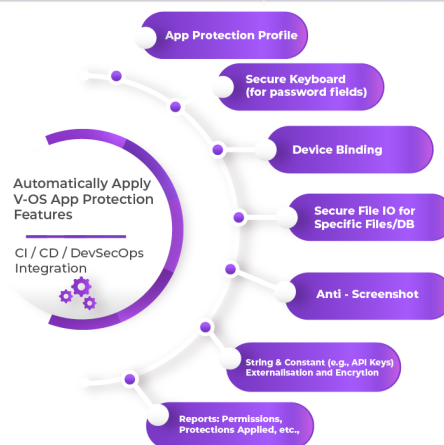 App Protection Profile
Secure Keyboard
(for password fields)
Device Binding
Automatically Apply
V-OS App Protection
Features
CI / CD / DevSecOps
Integration
Secure File IO for
Specific Files/DB
Anti - Screenshot
String & Constant (e.g., API Keys)
Externalisation and Encrytion
Reports: Permissions,
Protections Applied, etc.,